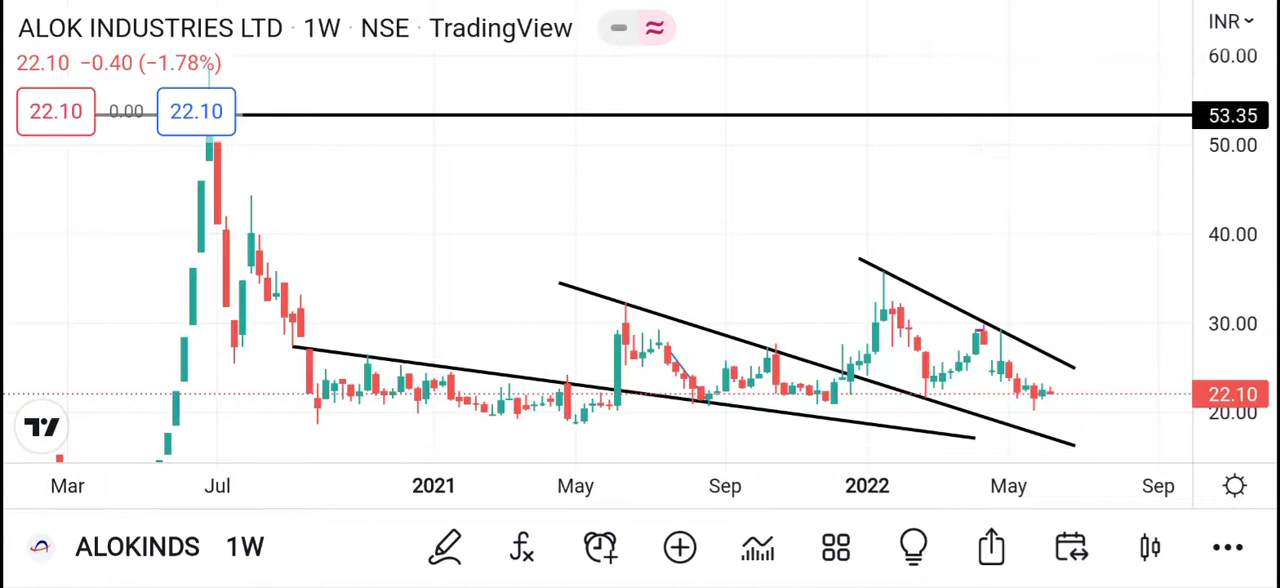 ALOK INDUSTRIES LTD · 1W · NSE · TradingView
INR
22.10 −0.40 (−1.78%)
60.00
22.10 0.00 22.10
53.35
50.00
40.00
30.00
22.10
20.00
Mar Jul 2021 May Sep 2022 May Sep
ALOKINDS 1W